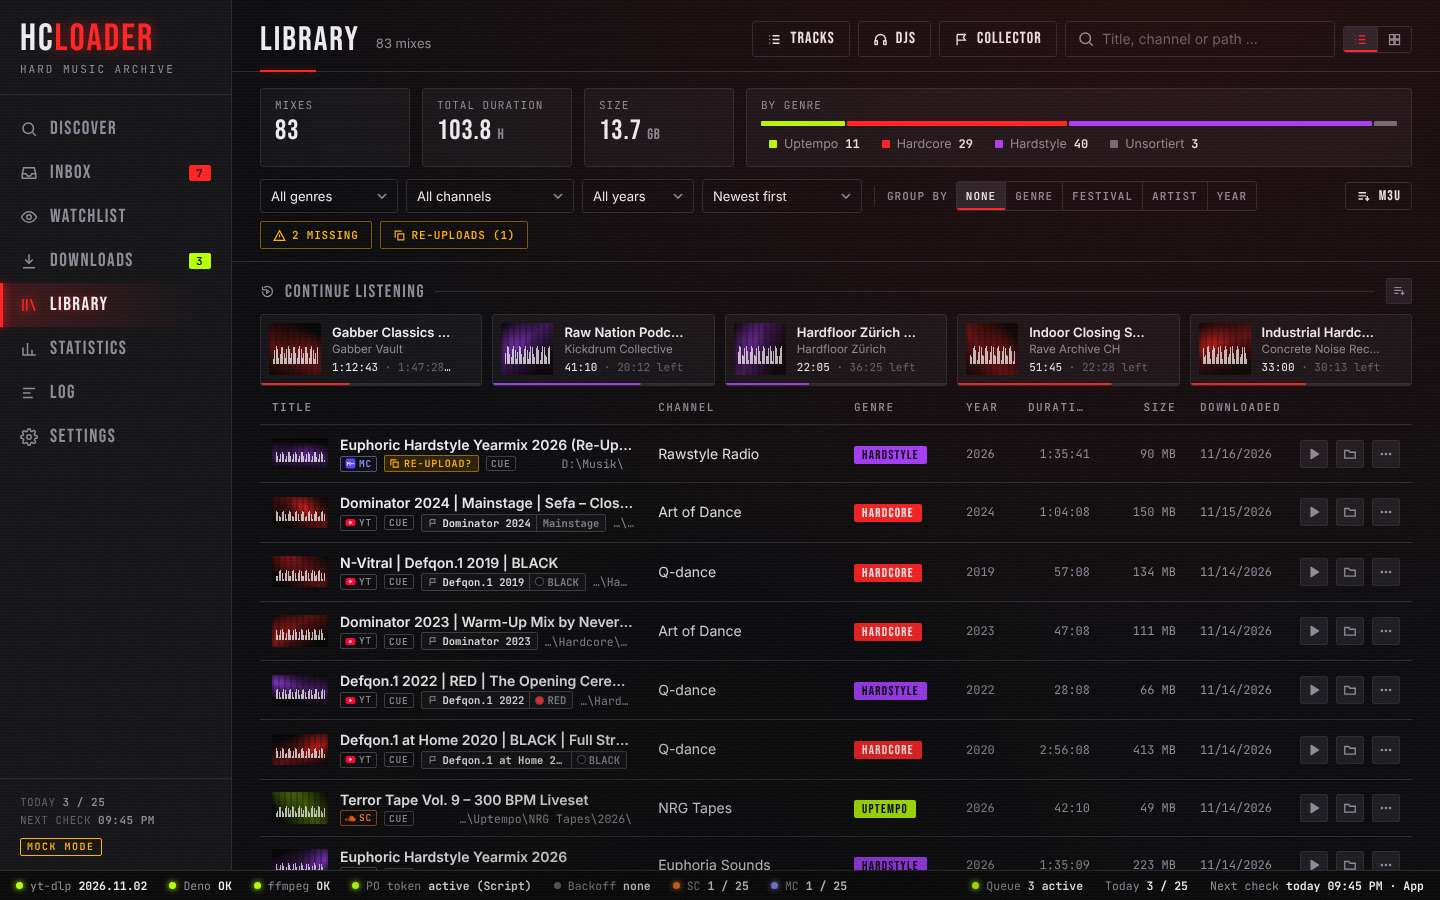 HCLOADER
HARD MUSIC ARCHIVE
DISCOVER
INBOX 7
WATCHLIST
DOWNLOADS 3
LIBRARY
STATISTICS
LOG
SETTINGS
TODAY 3 / 25
NEXT CHECK 09:45 PM
MOCK MODE
LIBRARY 83 mixes
TRACKS DJS COLLECTOR Title, channel or path ...
MIXES
83
TOTAL DURATION
103.8 H
SIZE
13.7 GB
BY GENRE
Uptempo 11 Hardcore 29 Hardstyle 40 Unsortiert 3
All genres All channels All years Newest first GROUP BY NONE GENRE FESTIVAL ARTIST YEAR M3U
2 MISSING RE-UPLOADS (1)
CONTINUE LISTENING
Gabber Classics ...
Gabber Vault
1:12:43 · 1:47:28…
Raw Nation Podc...
Kickdrum Collective
41:10 · 20:12 left
Hardfloor Zürich ...
Hardfloor Zürich
22:05 · 36:25 left
Indoor Closing S...
Rave Archive CH
51:45 · 22:28 left
Industrial Hardc...
Concrete Noise Rec...
33:00 · 30:13 left
TITLE CHANNEL GENRE YEAR DURATI… SIZE DOWNLOADED
Euphoric Hardstyle Yearmix 2026 (Re-Up... Rawstyle Radio HARDSTYLE 2026 1:35:41 90 MB 11/16/2026
MC RE-UPLOAD? CUE D:\Musik\
Dominator 2024 | Mainstage | Sefa – Clos... Art of Dance HARDCORE 2024 1:04:08 150 MB 11/15/2026
YT CUE Dominator 2024 Mainstage …\…
N-Vitral | Defqon.1 2019 | BLACK Q-dance HARDCORE 2019 57:08 134 MB 11/14/2026
YT CUE Defqon.1 2019 BLACK …\Ha…
Dominator 2023 | Warm-Up Mix by Never... Art of Dance HARDCORE 2023 47:08 111 MB 11/14/2026
YT CUE Dominator 2023 …\Hardcore\…
Defqon.1 2022 | RED | The Opening Cere... Q-dance HARDSTYLE 2022 28:08 66 MB 11/14/2026
YT CUE Defqon.1 2022 RED …\Hard…
Defqon.1 at Home 2020 | BLACK | Full Str... Q-dance HARDCORE 2020 2:56:08 413 MB 11/14/2026
YT CUE Defqon.1 at Home 2… BLACK
Terror Tape Vol. 9 – 300 BPM Liveset NRG Tapes UPTEMPO 2026 42:10 49 MB 11/14/2026
SC CUE …\Uptempo\NRG Tapes\2026\
Euphoric Hardstyle Yearmix 2026 Euphoria Sounds HARDSTYLE 2026 1:35:09 223 MB 11/14/2026
yt-dlp 2026.11.02 Deno OK ffmpeg OK PO token active (Script) Backoff none SC 1 / 25 MC 1 / 25 Queue 3 active Today 3 / 25 Next check today 09:45 PM · App